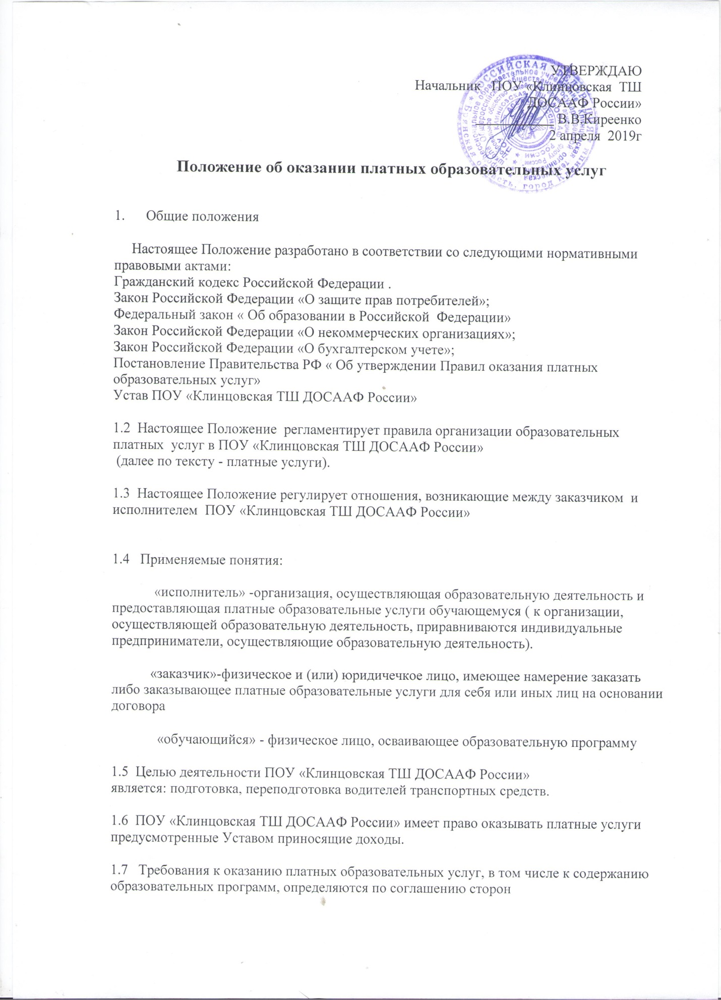 УТВЕРЖДАЮ
Начальник ПОУ «Клинцовская ТШ
ДОСААФ России»
____________ В.В.Киреенко
2 апреля 2019г
Положение об оказании платных образовательных услуг
1. Общие положения
Настоящее Положение разработано в соответствии со следующими нормативными
правовыми актами:
Гражданский кодекс Российской Федерации .
Закон Российской Федерации «О защите прав потребителей»;
Федеральный закон « Об образовании в Российской Федерации»
Закон Российской Федерации «О некоммерческих организациях»;
Закон Российской Федерации «О бухгалтерском учете»;
Постановление Правительства РФ « Об утверждении Правил оказания платных
образовательных услуг»
Устав ПОУ «Клинцовская ТШ ДОСААФ России»
1.2 Настоящее Положение регламентирует правила организации образовательных
платных услуг в ПОУ «Клинцовская ТШ ДОСААФ России»
(далее по тексту - платные услуги).
1.3 Настоящее Положение регулирует отношения, возникающие между заказчиком и
исполнителем ПОУ «Клинцовская ТШ ДОСААФ России»
1.4 Применяемые понятия:
«исполнитель» -организация, осуществляющая образовательную деятельность и
предоставляющая платные образовательные услуги обучающемуся ( к организации,
осуществляющей образовательную деятельность, приравниваются индивидуальные
предприниматели, осуществляющие образовательную деятельность).
«заказчик»-физическое и (или) юридичечкое лицо, имеющее намерение заказать
либо заказывающее платные образовательные услуги для себя или иных лиц на основании
договора
«обучающийся» - физическое лицо, осваивающее образовательную программу
1.5 Целью деятельности ПОУ «Клинцовская ТШ ДОСААФ России»
является: подготовка, переподготовка водителей транспортных средств.
1.6 ПОУ «Клинцовская ТШ ДОСААФ России» имеет право оказывать платные услуги
предусмотренные Уставом приносящие доходы.
1.7 Требования к оказанию платных образовательных услуг, в том числе к содержанию
образовательных программ, определяются по соглашению сторон